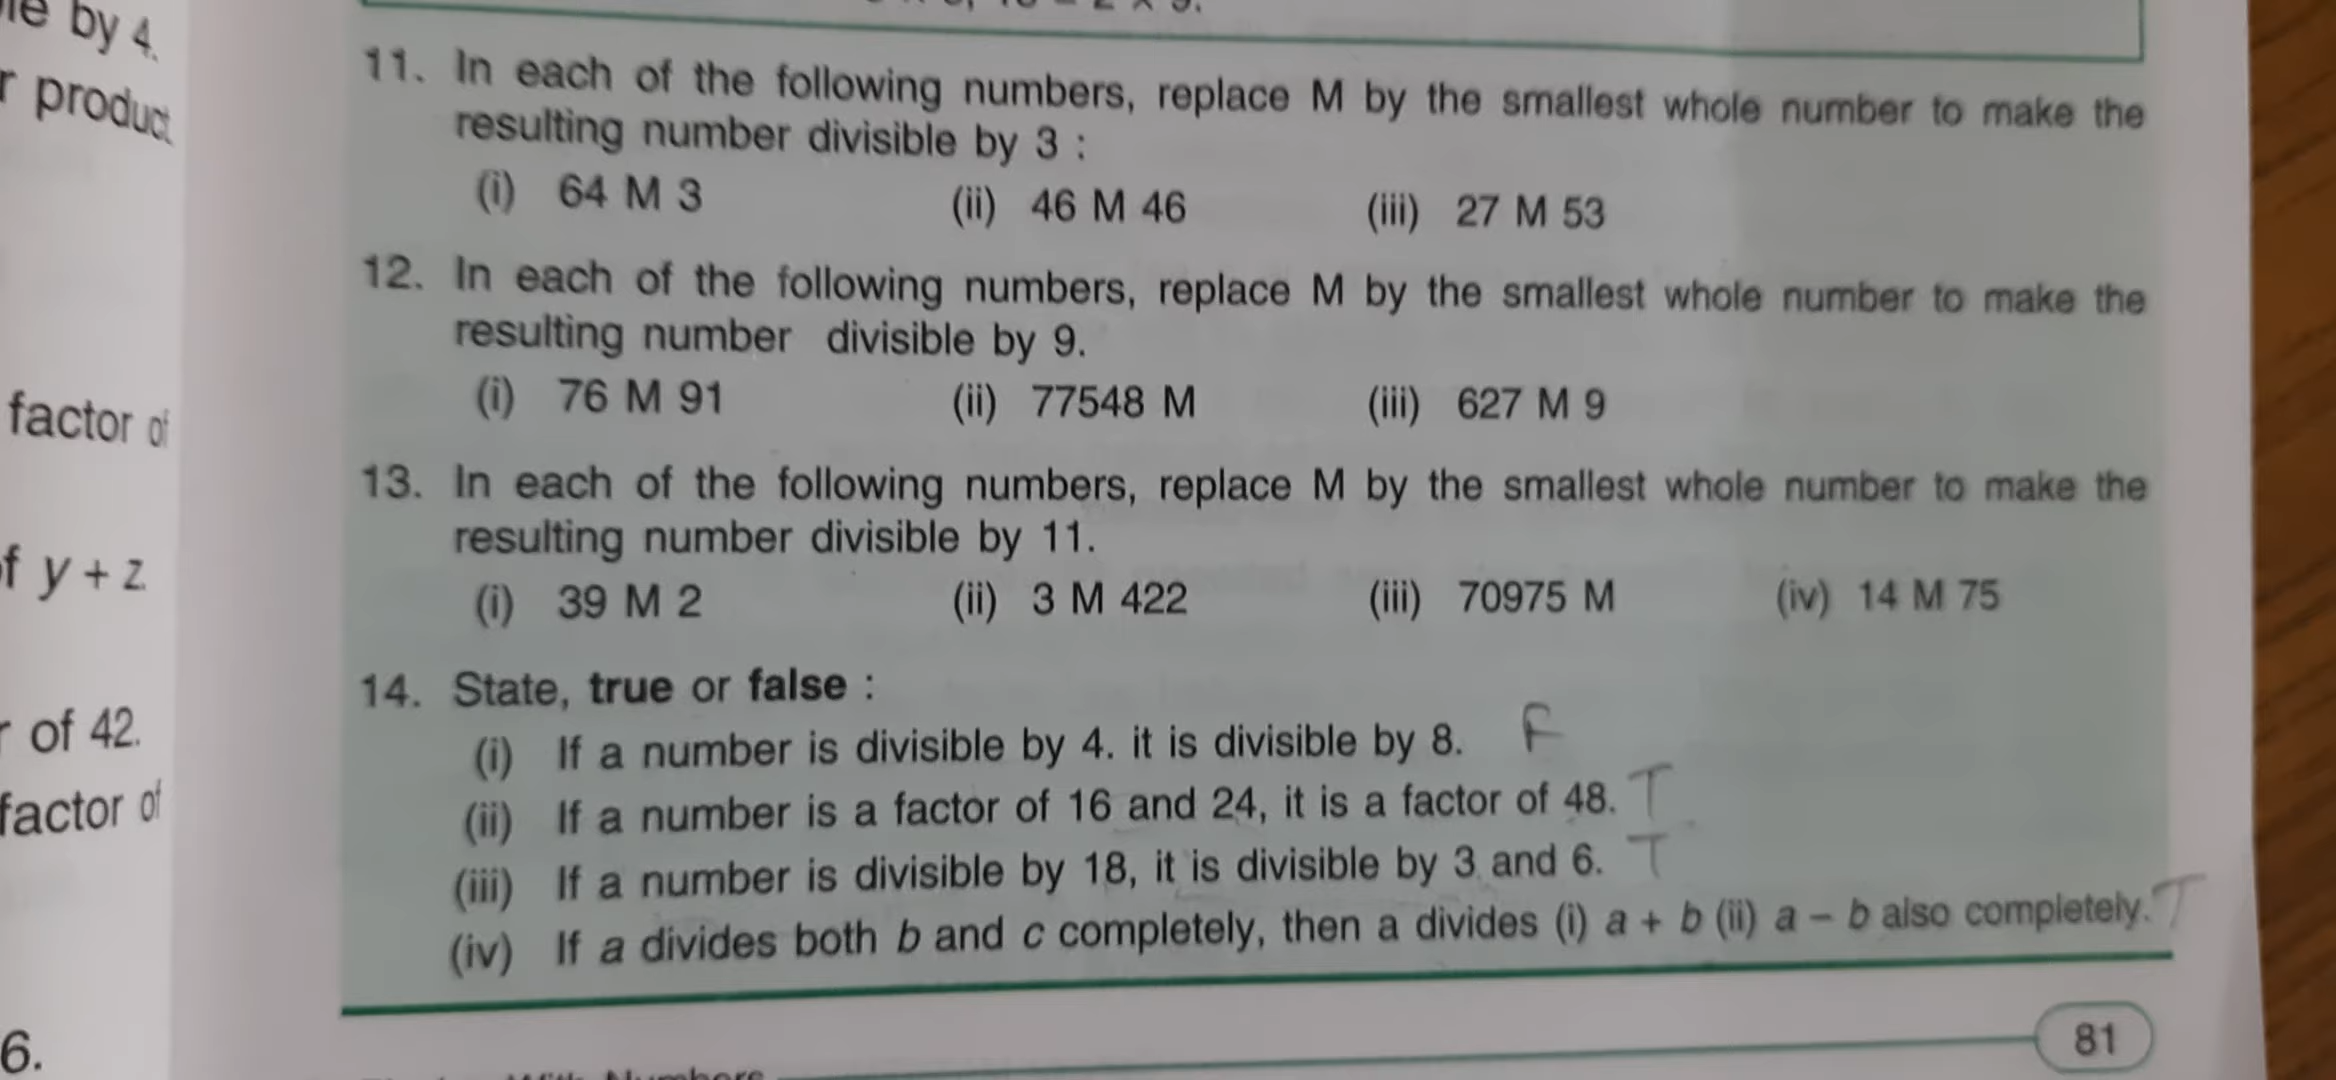 by 4.
product
factor of
y + z.
of 42.
factor of
6.
11. In each of the following numbers, replace M by the smallest whole number to make the
resulting number divisible by 3 :
(i) 64 M 3 (ii) 46 M 46 (iii) 27 M 53
12. In each of the following numbers, replace M by the smallest whole number to make the
resulting number divisible by 9.
(i) 76 M 91 (ii) 77548 M (iii) 627 M 9
13. In each of the following numbers, replace M by the smallest whole number to make the
resulting number divisible by 11.
(i) 39 M 2 (ii) 3 M 422 (iii) 70975 M (iv) 14 M 75
14. State, true or false :
(i) If a number is divisible by 4. it is divisible by 8. F
(ii) If a number is a factor of 16 and 24, it is a factor of 48. T
(iii) If a number is divisible by 18, it is divisible by 3 and 6. T
(iv) If a divides both b and c completely, then a divides (i) a + b (ii) a – b also completely. T
81
With Numbers